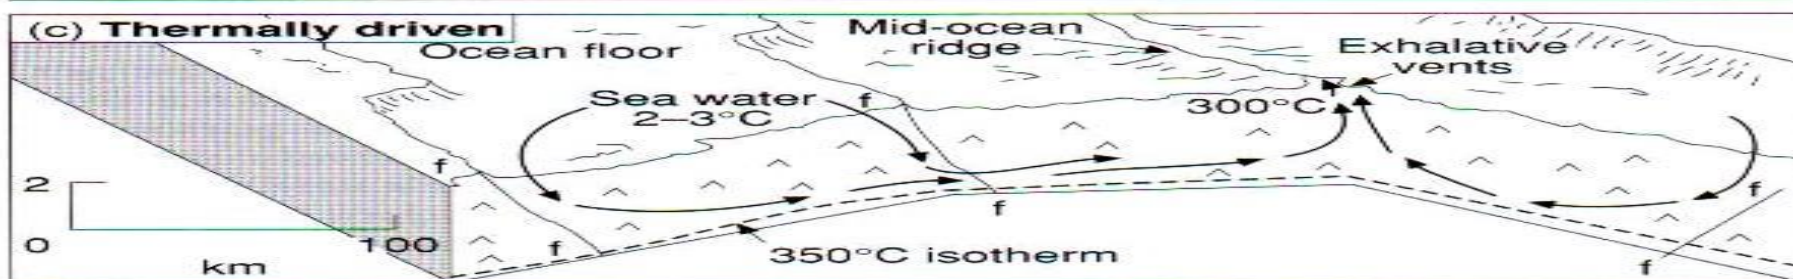 (c) Thermally driven
Ocean floor
Mid-ocean
ridge
Exhalative
vents
Sea water
2–3°C
f
300°C
f
f
2
f
0
100
km
f
350°C isotherm
f
f